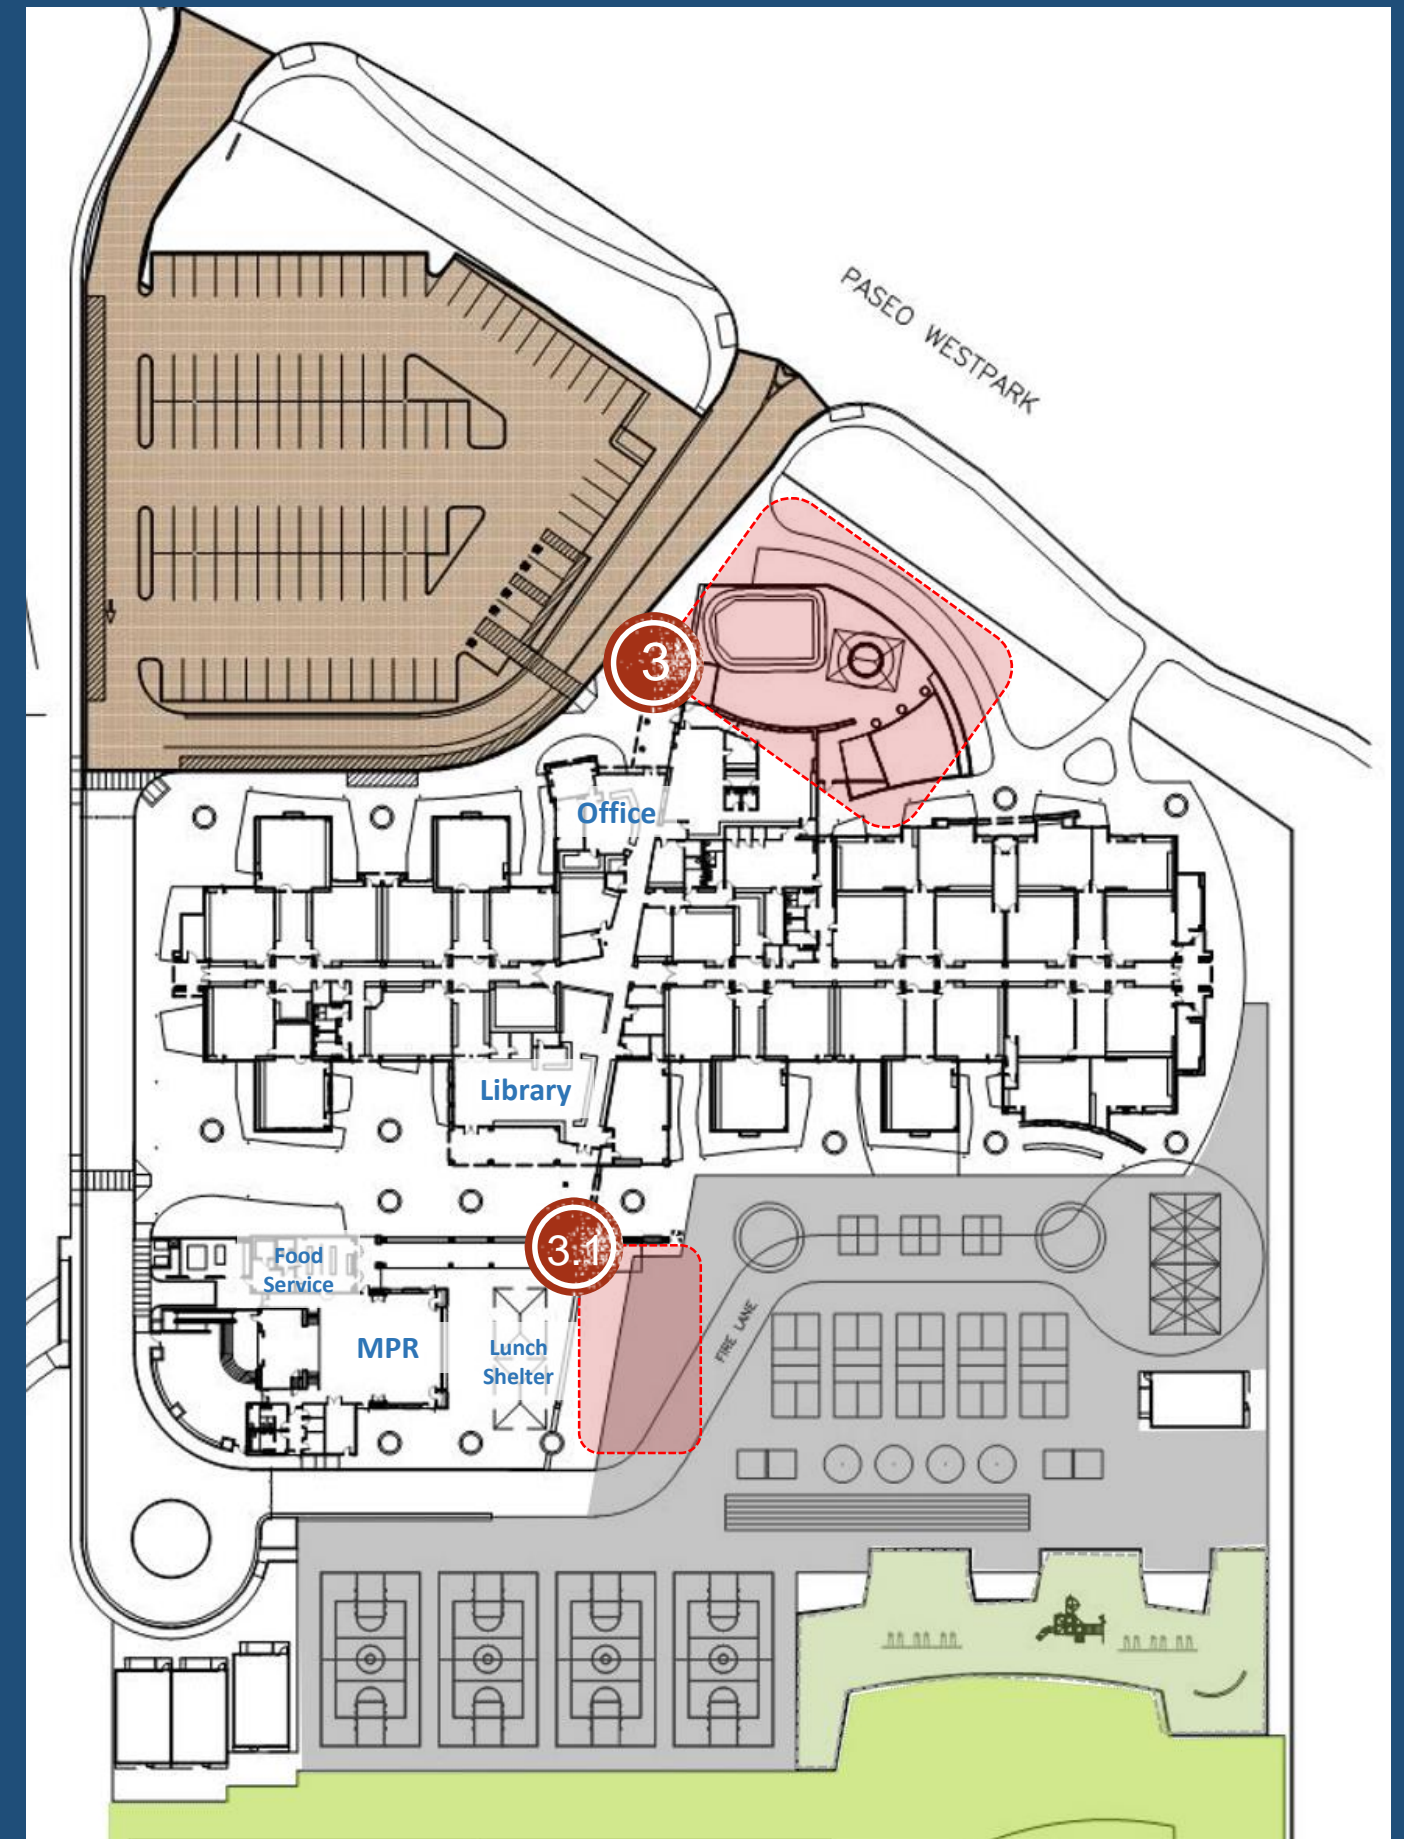 PASEO WESTPARK
3
Office
Library
3.1
Food
Service
MPR
Lunch
Shelter
FIRE LANE